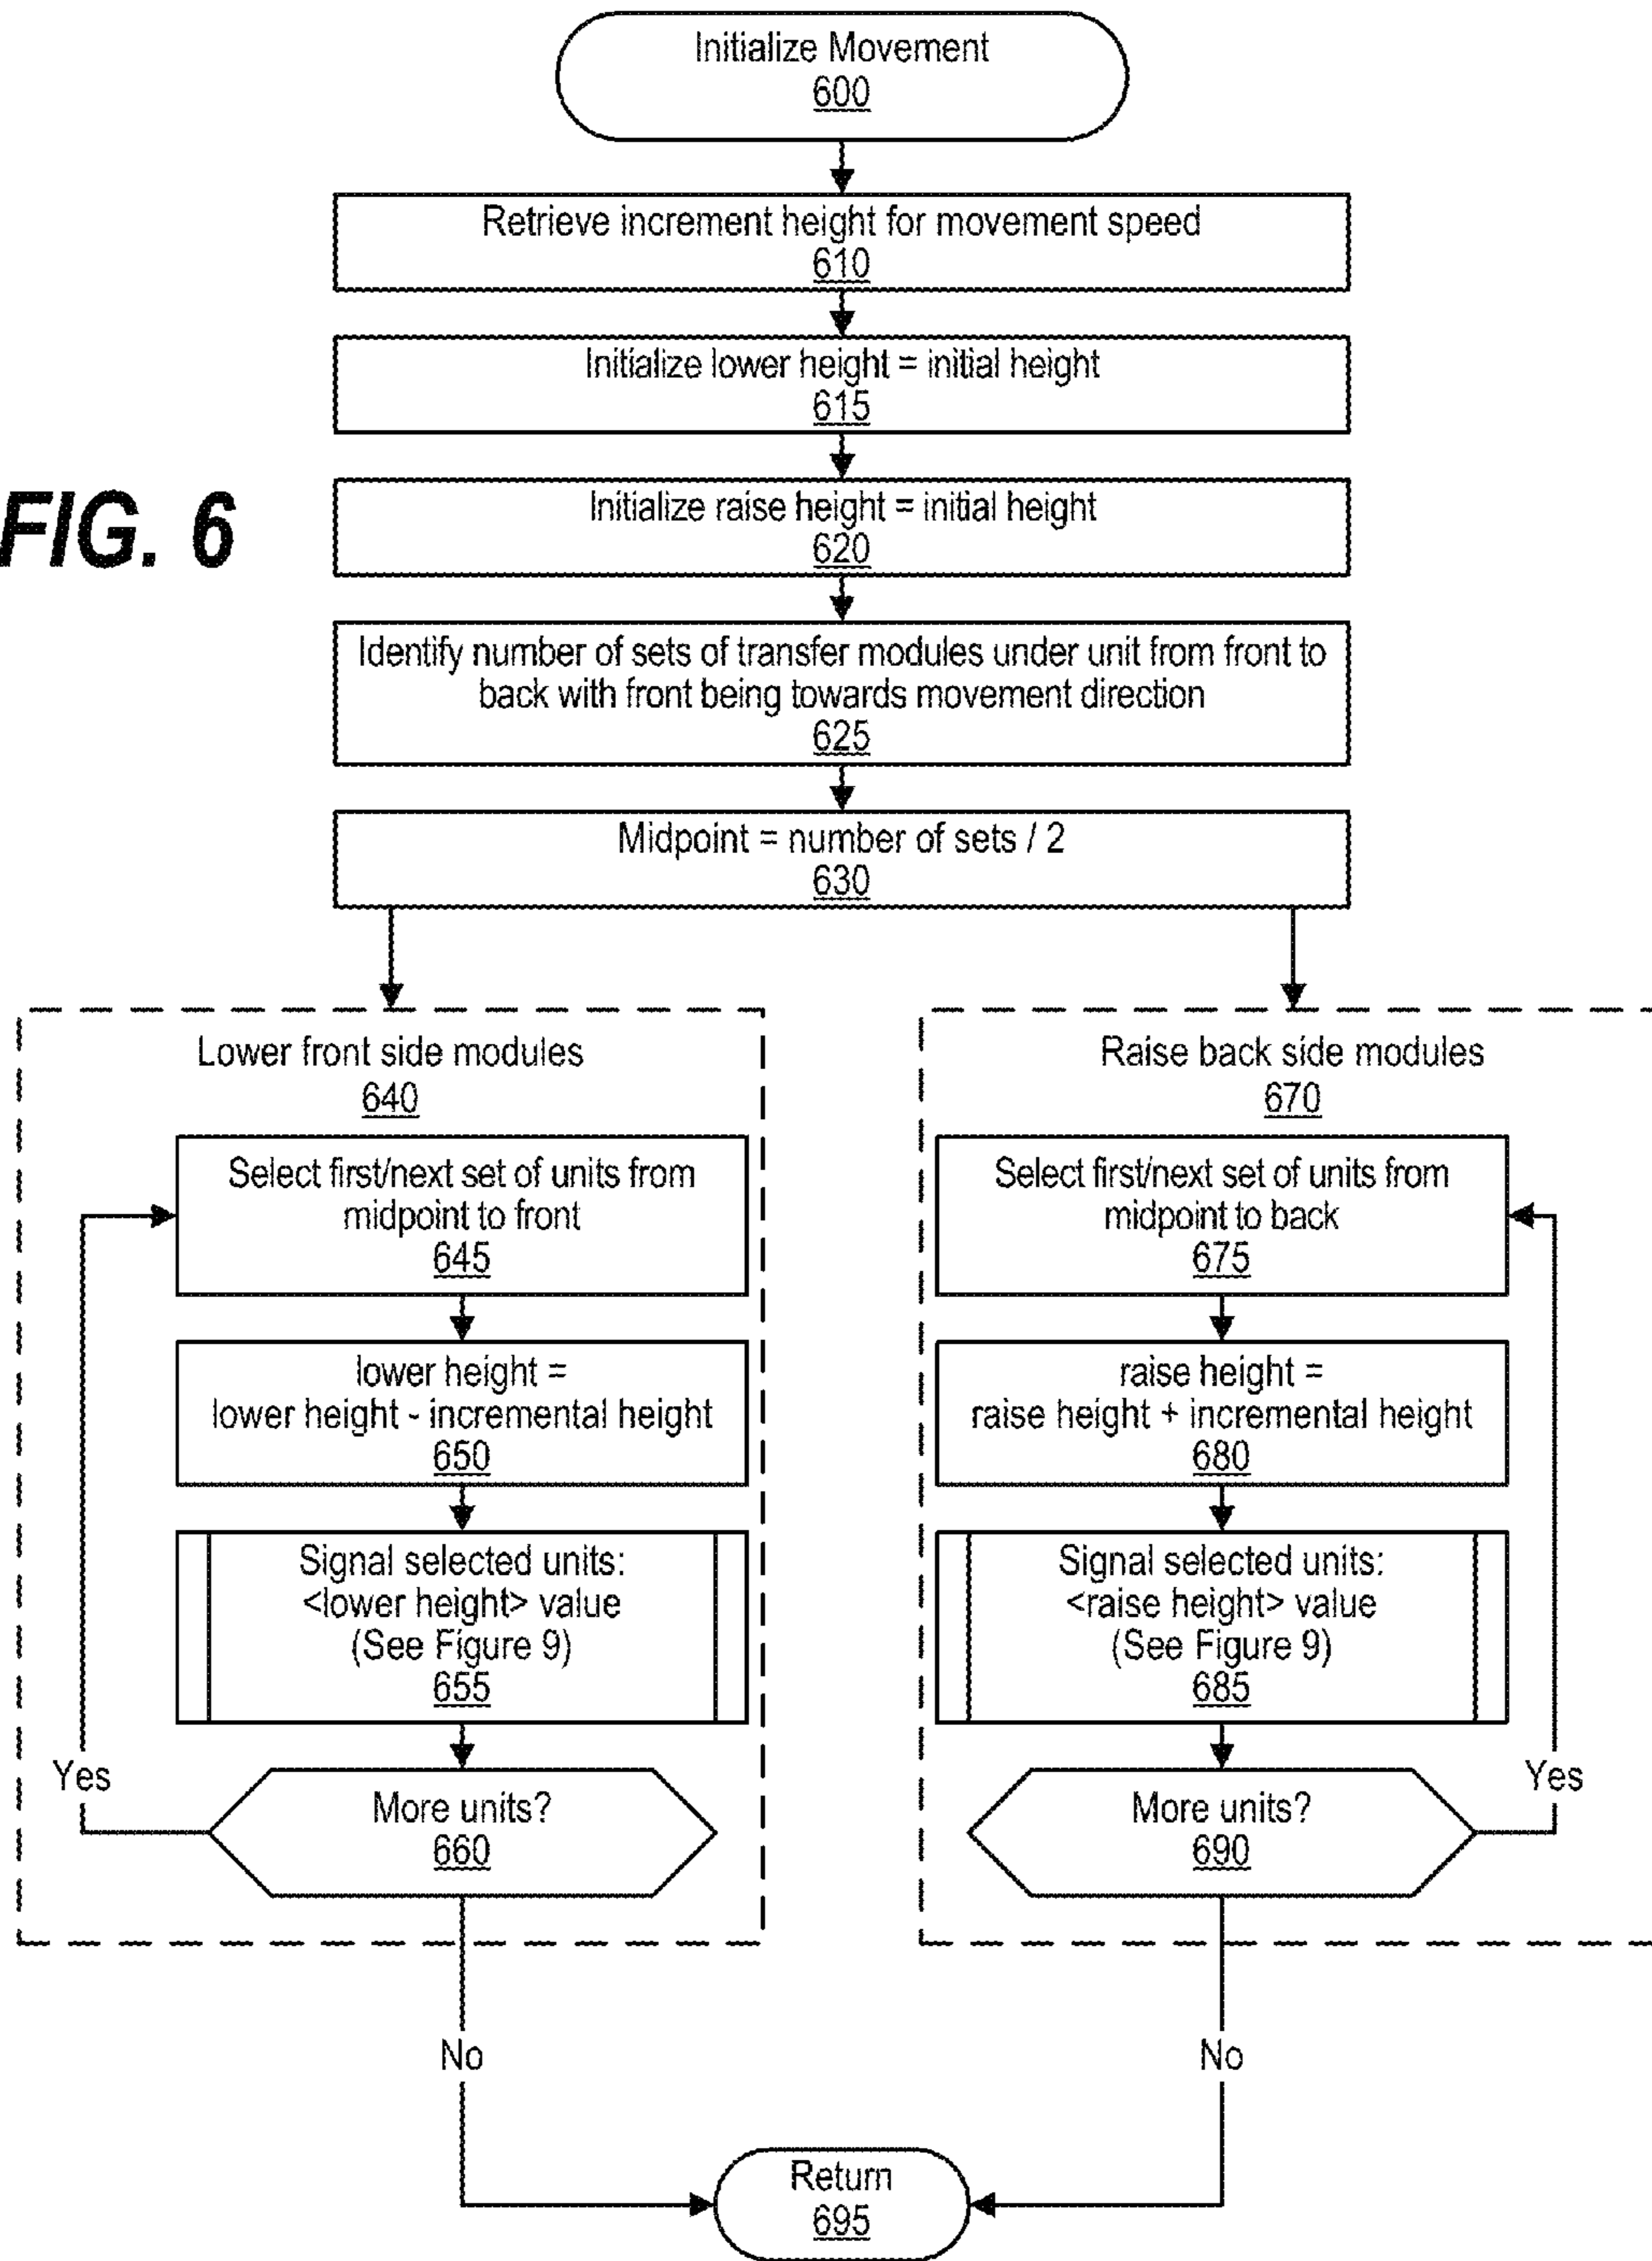 Initialize Movement
600
Retrieve increment height for movement speed
610
Initialize lower height = initial height
615
FIG. 6
Initialize raise height = initial height
620
Identify number of sets of transfer modules under unit from front to
back with front being towards movement direction
625
Midpoint = number of sets / 2
630
Lower front side modules
640
Select first/next set of units from
midpoint to front
645
lower height =
lower height - incremental height
650
Signal selected units:
<lower height> value
(See Figure 9)
655
Yes
More units?
660
No
Raise back side modules
670
Select first/next set of units from
midpoint to back
675
raise height =
raise height + incremental height
680
Signal selected units:
<raise height> value
(See Figure 9)
685
Yes
More units?
690
No
Return
695